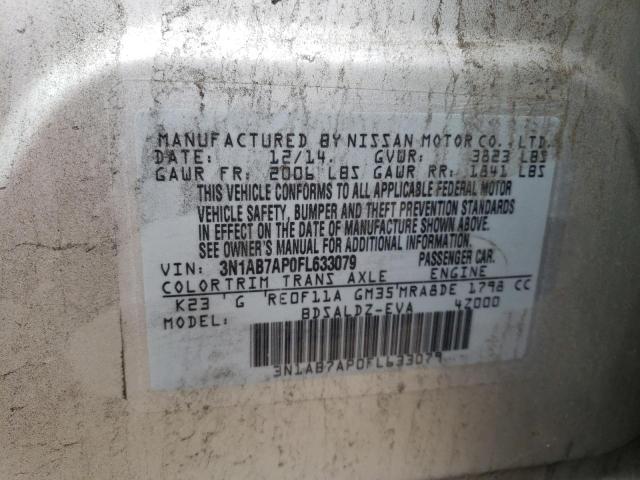 MANUFACTURED BY NISSAN MOTOR CO., LTD.
DATE: 12/14. GVWR: 3823 LBS
GAWR FR: 2006 LBS GAWR RR: 1841 LBS
THIS VEHICLE CONFORMS TO ALL APPLICABLE FEDERAL MOTOR
VEHICLE SAFETY, BUMPER AND THEFT PREVENTION STANDARDS
IN EFFECT ON THE DATE OF MANUFACTURE SHOWN ABOVE.
SEE OWNER'S MANUAL FOR ADDITIONAL INFORMATION.
VIN: 3N1AB7AP0FL633079 PASSENGER CAR.
COLOR TRIM TRANS AXLE ENGINE
K23 G RE0F11A GM35 MRA8DE 1798 CC
MODEL: BDSALDZ-EVA 42000
3N1AB7AP0FL633079